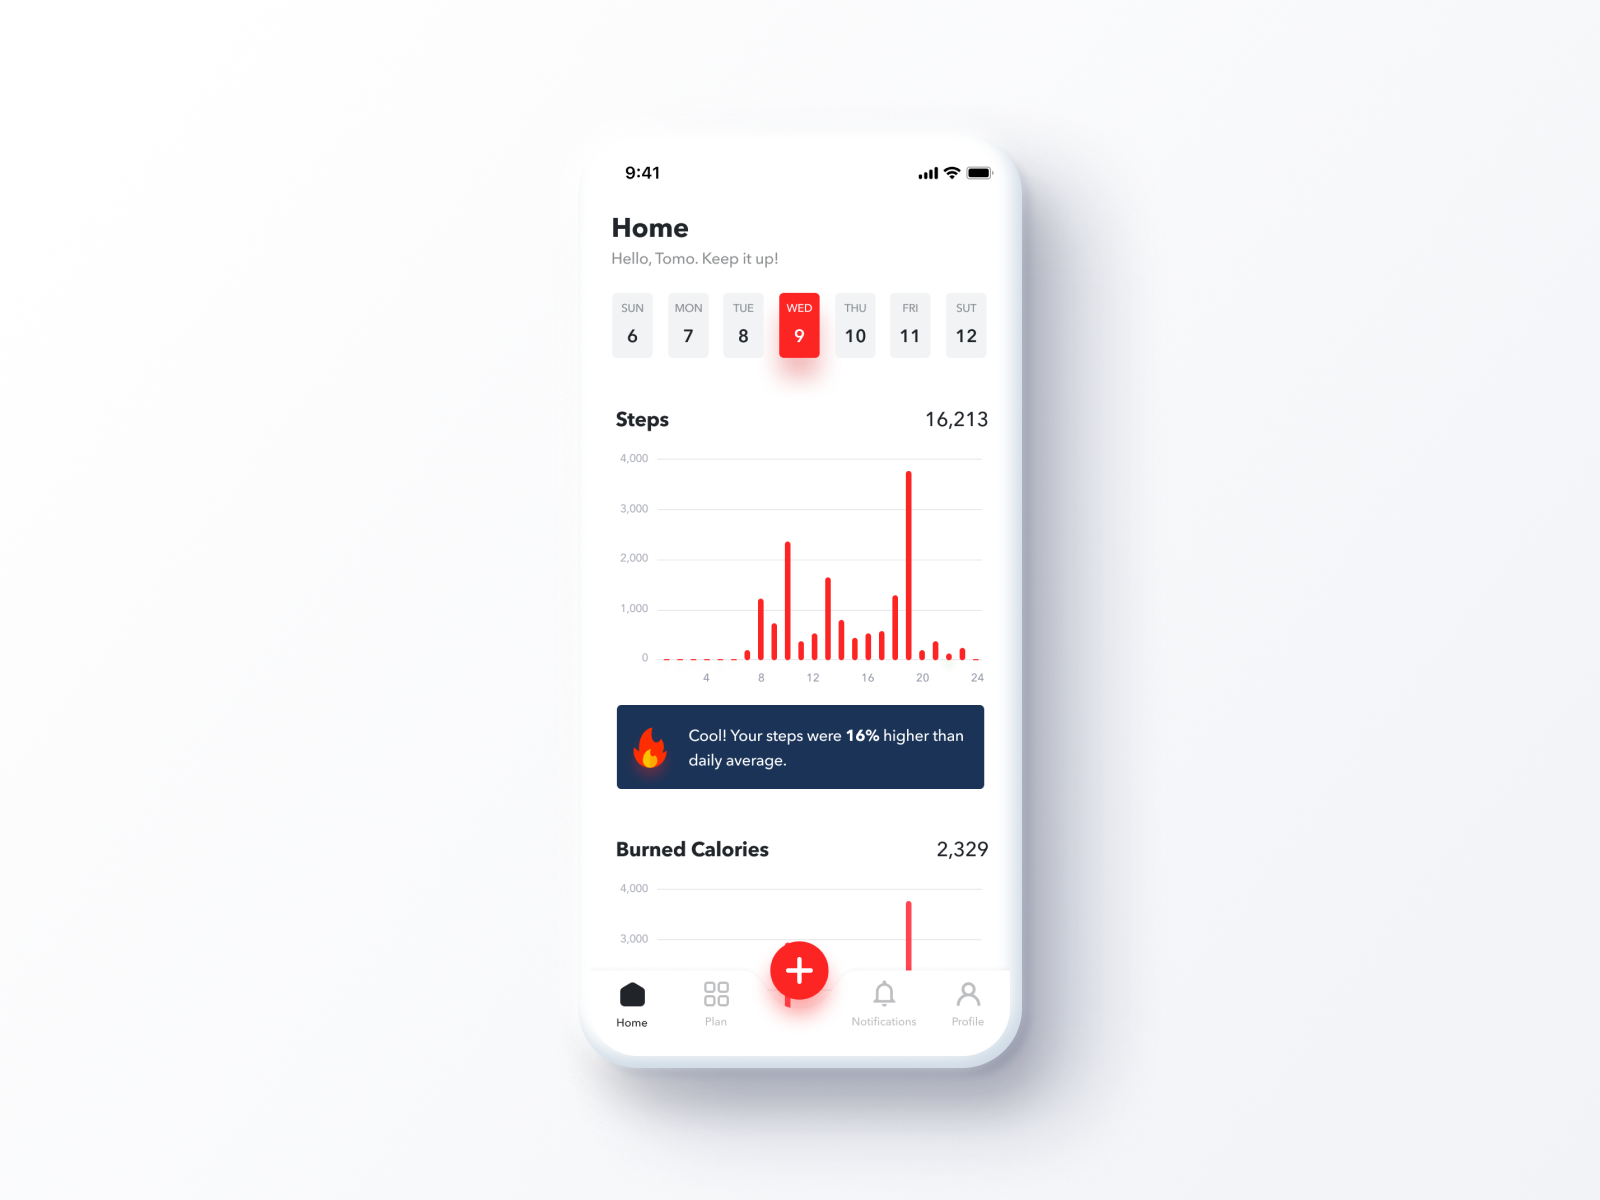 9:41
Home
Hello, Tomo. Keep it up!
SUN MON TUE WED THU FRI SUT
6 7 8 9 10 11 12
Steps 16,213
4,000
3,000
2,000
1,000
0
4 8 12 16 20 24
Cool! Your steps were 16% higher than
daily average.
Burned Calories 2,329
4,000
3,000
Home Plan Notifications Profile